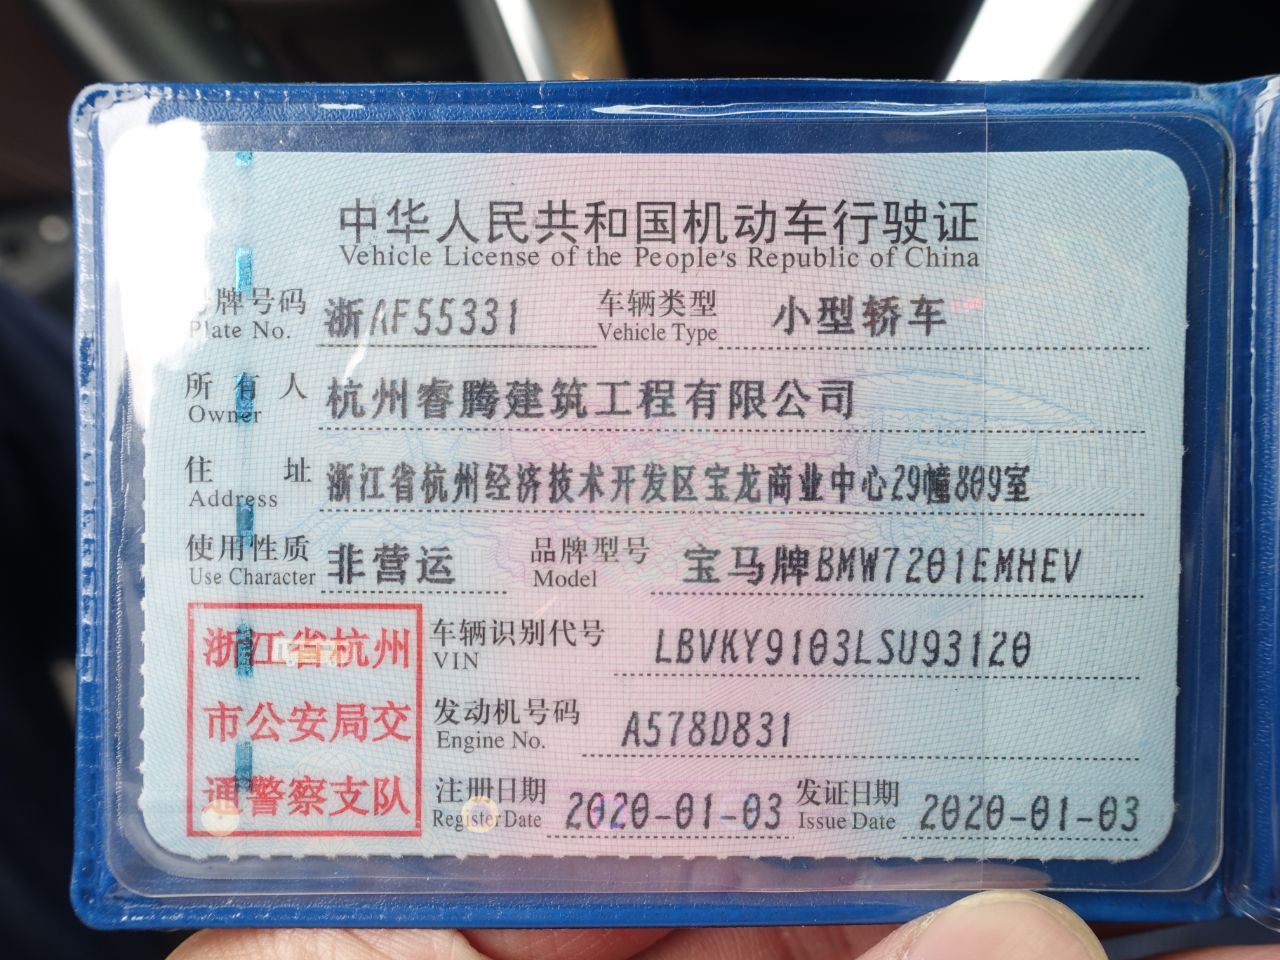 中华人民共和国机动车行驶证
Vehicle License of the People's Republic of China
号牌号码 浙AF55331 车辆类型 小型轿车
Plate No. Vehicle Type
所有人 杭州睿腾建筑工程有限公司
Owner
住址 浙江省杭州经济技术开发区宝龙商业中心29幢809室
Address
使用性质 非营运 品牌型号 宝马牌BMW7201EMHEV
Use Character Model
浙江省杭州
市公安局交
通警察支队
车辆识别代号 LBVKY9103LSU93120
VIN
发动机号码 A578D831
Engine No.
注册日期 2020-01-03 发证日期 2020-01-03
Register Date Issue Date